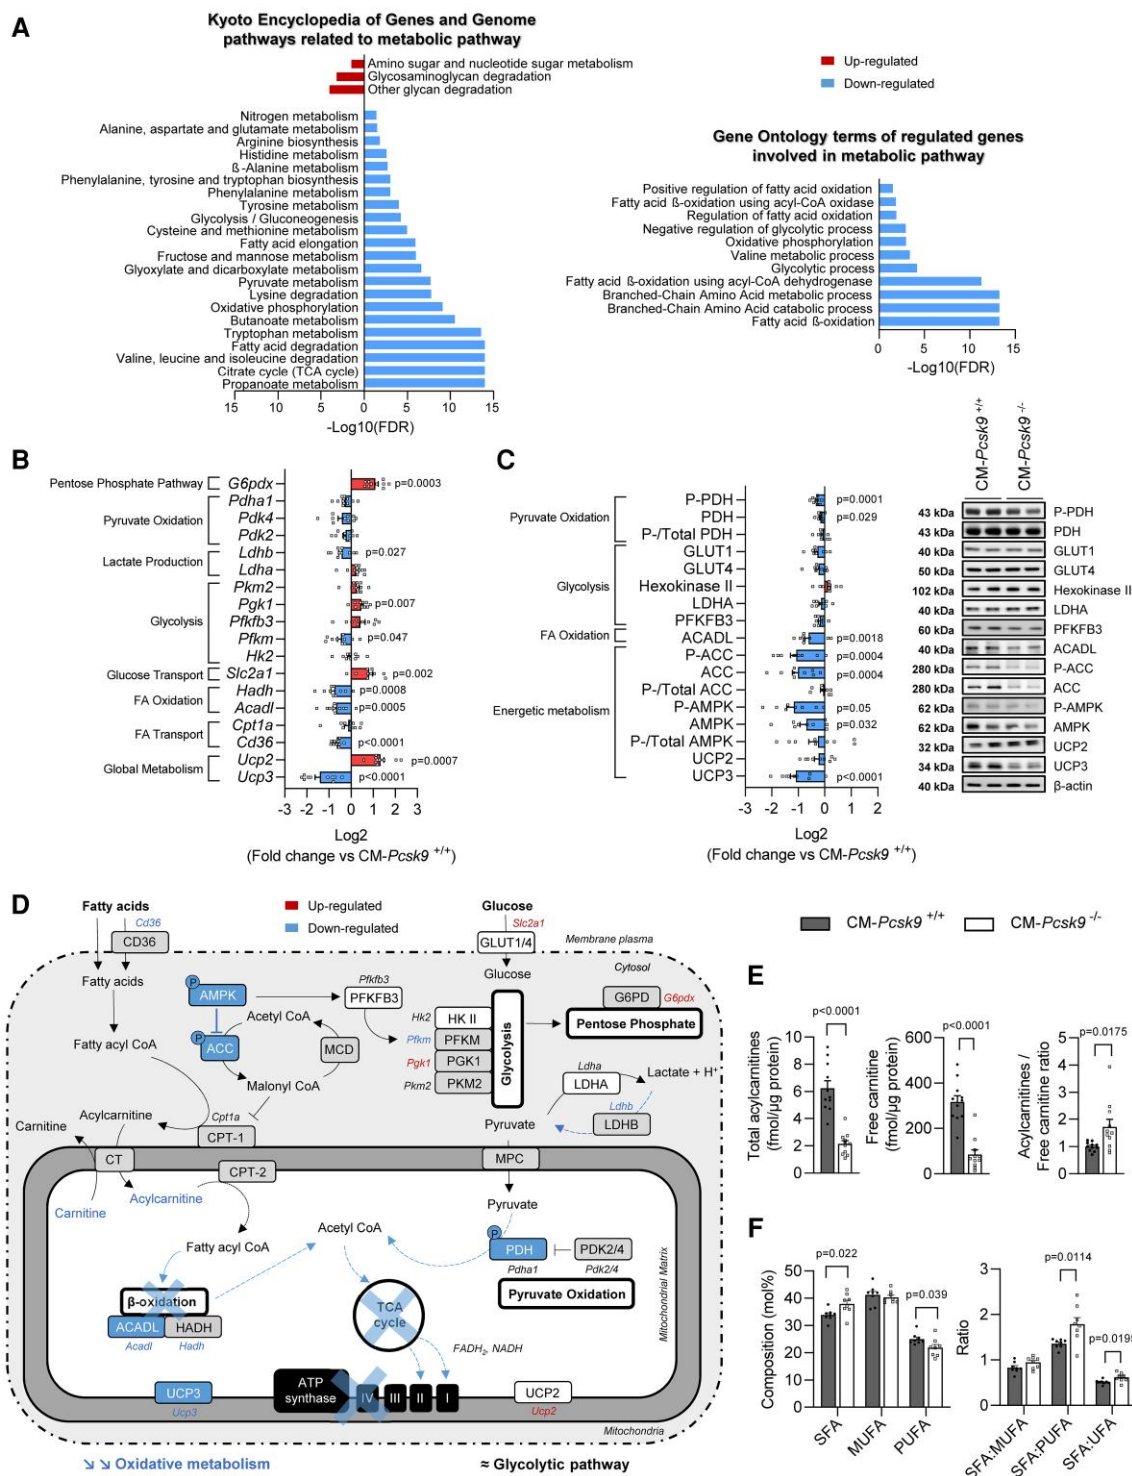 A
Kyoto Encyclopedia of Genes and Genome
pathways related to metabolic pathway
Amino sugar and nucleotide sugar metabolism
Glycosaminoglycan degradation
Other glycan degradation
Nitrogen metabolism
Alanine, aspartate and glutamate metabolism
Arginine biosynthesis
Histidine metabolism
ß-Alanine metabolism
Phenylalanine, tyrosine and tryptophan biosynthesis
Phenylalanine metabolism
Tyrosine metabolism
Glycolysis / Gluconeogenesis
Cysteine and methionine metabolism
Fatty acid elongation
Fructose and mannose metabolism
Glyoxylate and dicarboxylate metabolism
Pyruvate metabolism
Lysine degradation
Oxidative phosphorylation
Butanoate metabolism
Tryptophan metabolism
Fatty acid degradation
Valine, leucine and isoleucine degradation
Citrate cycle (TCA cycle)
Propanoate metabolism
15 10 5 0 5 10 15
-Log10(FDR)
Up-regulated
Down-regulated
Gene Ontology terms of regulated genes
involved in metabolic pathway
Positive regulation of fatty acid oxidation
Fatty acid ß-oxidation using acyl-CoA oxidase
Regulation of fatty acid oxidation
Negative regulation of glycolytic process
Oxidative phosphorylation
Valine metabolic process
Glycolytic process
Fatty acid ß-oxidation using acyl-CoA dehydrogenase
Branched-Chain Amino Acid metabolic process
Branched-Chain Amino Acid catabolic process
Fatty acid ß-oxidation
0 5 10 15
-Log10(FDR)
B
Pentose Phosphate Pathway G6pdx p=0.0003
Pdha1
Pyruvate Oxidation Pdk4
Pdk2
Lactate Production Ldhb p=0.027
Ldha
Pkm2
Pgk1 p=0.007
Glycolysis Pfkfb3
Pfkm p=0.047
Hk2
Glucose Transport Slc2a1 p=0.002
FA Oxidation Hadh p=0.0008
Acadl p=0.0005
FA Transport Cpt1a
Cd36 p<0.0001
Global Metabolism Ucp2 p=0.0007
Ucp3 p<0.0001
-3 -2 -1 0 1 2 3
Log2
(Fold change vs CM-Pcsk9 +/+)
C
P-PDH p=0.0001
Pyruvate Oxidation PDH p=0.029
P-/Total PDH
GLUT1
GLUT4
Glycolysis Hexokinase II
LDHA
PFKFB3
FA Oxidation ACADL p=0.0018
P-ACC p=0.0004
ACC p=0.0004
P-/Total ACC
Energetic metabolism P-AMPK p=0.05
AMPK p=0.032
P-/Total AMPK
UCP2
UCP3 p<0.0001
-3 -2 -1 0 1 2
Log2
(Fold change vs CM-Pcsk9 +/+)
CM-Pcsk9 +/+
CM-Pcsk9 -/-
43 kDa P-PDH
43 kDa PDH
40 kDa GLUT1
50 kDa GLUT4
102 kDa Hexokinase II
40 kDa LDHA
60 kDa PFKFB3
40 kDa ACADL
280 kDa P-ACC
280 kDa ACC
62 kDa P-AMPK
62 kDa AMPK
32 kDa UCP2
34 kDa UCP3
40 kDa β-actin
D
Fatty acids
Cd36
CD36
Fatty acids
Fatty acyl CoA
Up-regulated
Down-regulated
Glucose
Slc2a1
GLUT1/4
Membrane plasma
Glucose
Cytosol
P
AMPK
Acetyl CoA
P
ACC
MCD
Malonyl CoA
Pfkfb3
PFKFB3
Hk2 HK II
Pfkm PFKM
Pgk1 PGK1
Pkm2 PKM2
Glycolysis
G6PD G6pdx
Pentose Phosphate
Ldha
LDHA
Lactate + H+
Ldhb
LDHB
Pyruvate
Acylcarnitine
Carnitine
Cpt1a
CPT-1
CT
CPT-2
MPC
Acylcarnitine
Carnitine
Fatty acyl CoA
Acetyl CoA
Pyruvate
P
PDH
Pdha1
PDK2/4
Pdk2/4
Pyruvate Oxidation
β-oxidation
ACADL HADH
Acadl Hadh
TCA
cycle
FADH2, NADH
Mitochondrial Matrix
UCP3
Ucp3
ATP
synthase
IV III II I
UCP2
Ucp2
Mitochondria
↘↘ Oxidative metabolism
≈ Glycolytic pathway
CM-Pcsk9 +/+
CM-Pcsk9 -/-
E
p<0.0001
Total acylcarnitines
(fmol/µg protein)
10
8
6
4
2
0
p<0.0001
Free carnitine
(fmol/µg protein)
600
400
200
0
p=0.0175
Acylcarnitines /
Free carnitine ratio
5
4
3
2
1
0
F
p=0.022
p=0.039
Composition (mol%)
50
40
30
20
10
0
SFA
MUFA
PUFA
p=0.0114
p=0.0195
Ratio
3
2
1
0
SFA:MUFA
SFA:PUFA
SFA:UFA